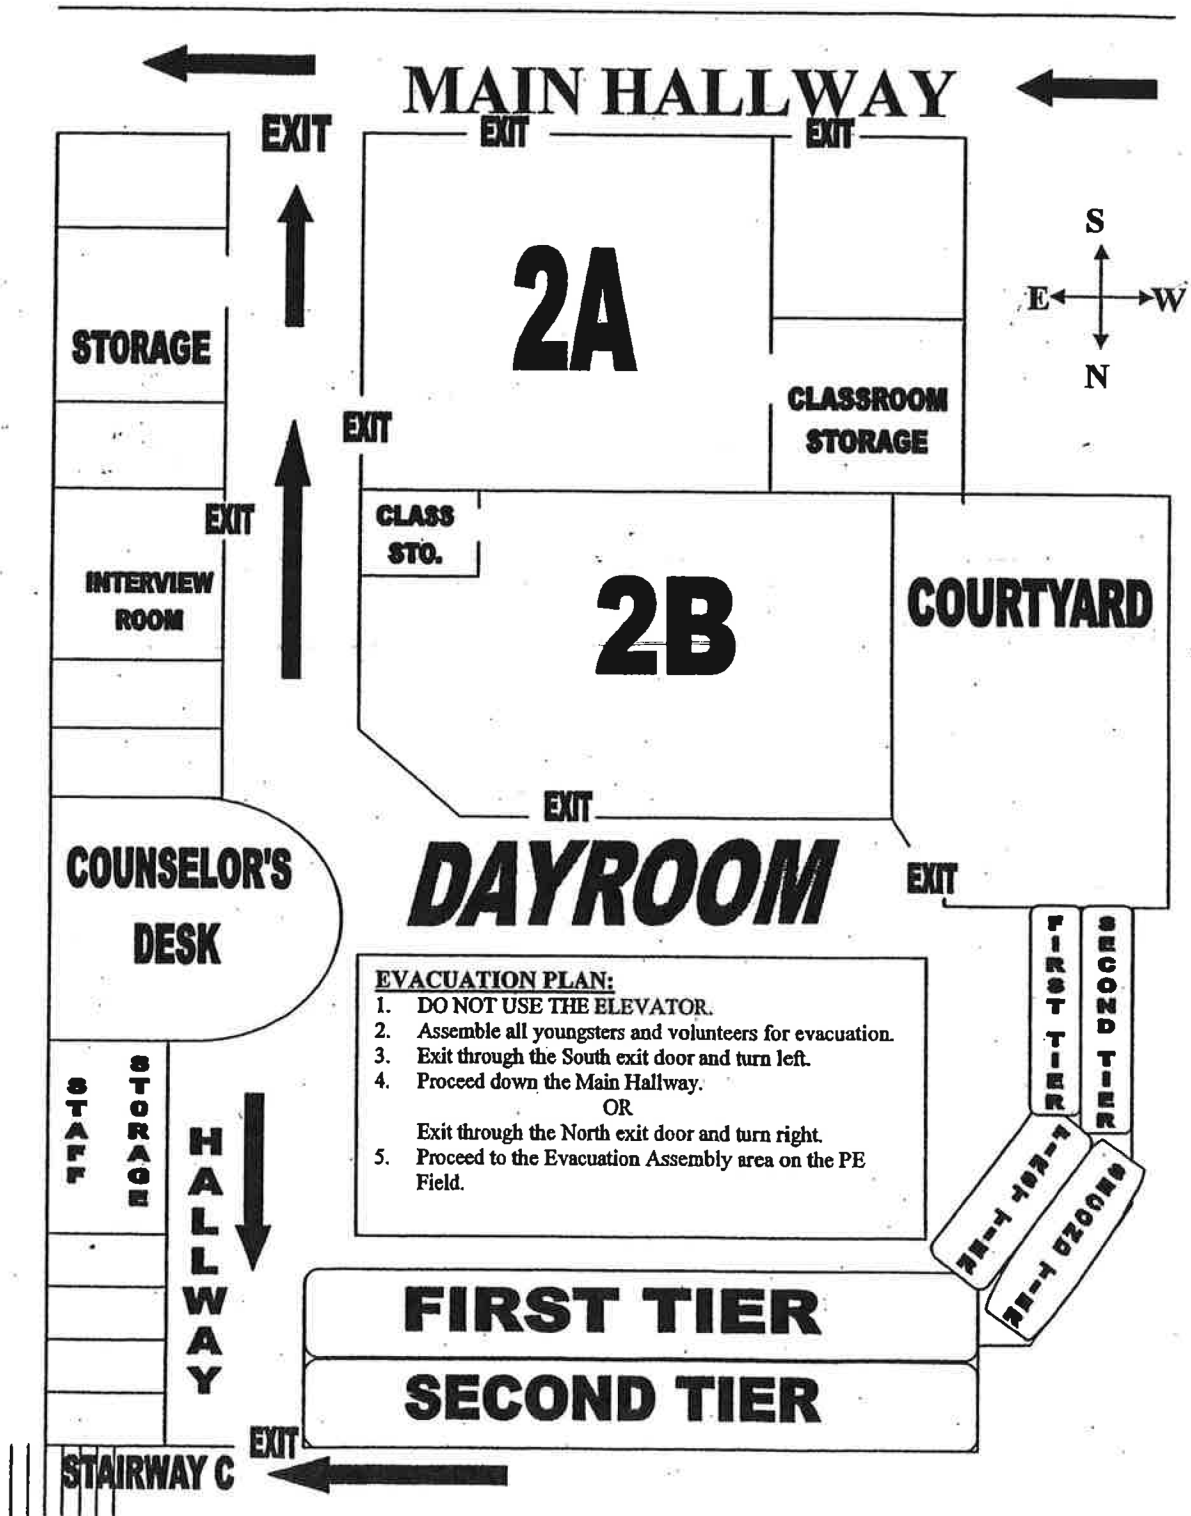 MAIN HALLWAY
EXIT
EXIT
EXIT
2A
S
E
W
N
STORAGE
CLASSROOM
STORAGE
EXIT
EXIT
CLASS
STO.
INTERVIEW
ROOM
2B
COURTYARD
EXIT
DAYROOM
EXIT
COUNSELOR'S
DESK
EVACUATION PLAN:
1. DO NOT USE THE ELEVATOR.
2. Assemble all youngsters and volunteers for evacuation.
3. Exit through the South exit door and turn left.
4. Proceed down the Main Hallway.
OR
Exit through the North exit door and turn right.
5. Proceed to the Evacuation Assembly area on the PE
Field.
FIRST TIER
SECOND TIER
FIRST TIER
SECOND TIER
STAFF
STORAGE
HALLWAY
FIRST TIER
SECOND TIER
EXIT
STAIRWAY C